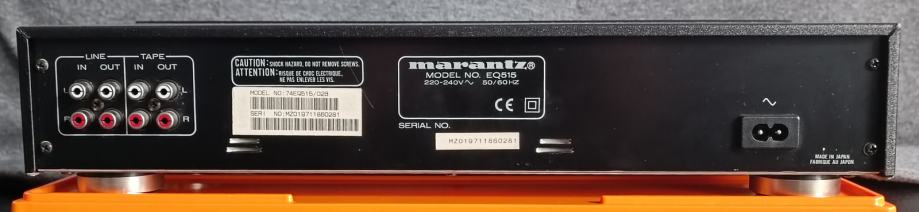 LINE TAPE
IN OUT IN OUT
L L
R R
CAUTION: SHOCK HAZARD, DO NOT REMOVE SCREWS.
ATTENTION: RISQUE DE CHOC ELECTRIQUE,
NE PAS ENLEVER LES VIS.
MODEL NO:74EQ515/02B
SERI NO:MZ019711660281
marantz®
MODEL NO. EQ515
220-240V~ 50/60HZ
CE
SERIAL NO.
MZ019711660281
~
MADE IN JAPAN
FABRIQUE AU JAPON